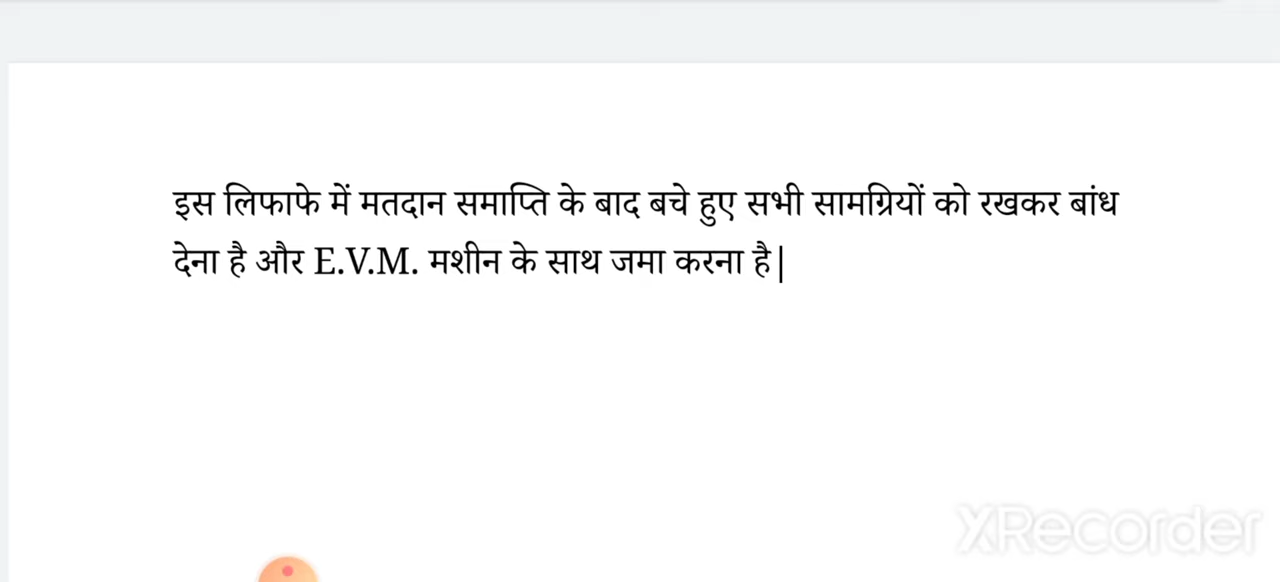 इस लिफाफे में मतदान समाप्ति के बाद बचे हुए सभी सामग्रियों को रखकर बांध
देना है और E.V.M. मशीन के साथ जमा करना है|
XRecorder